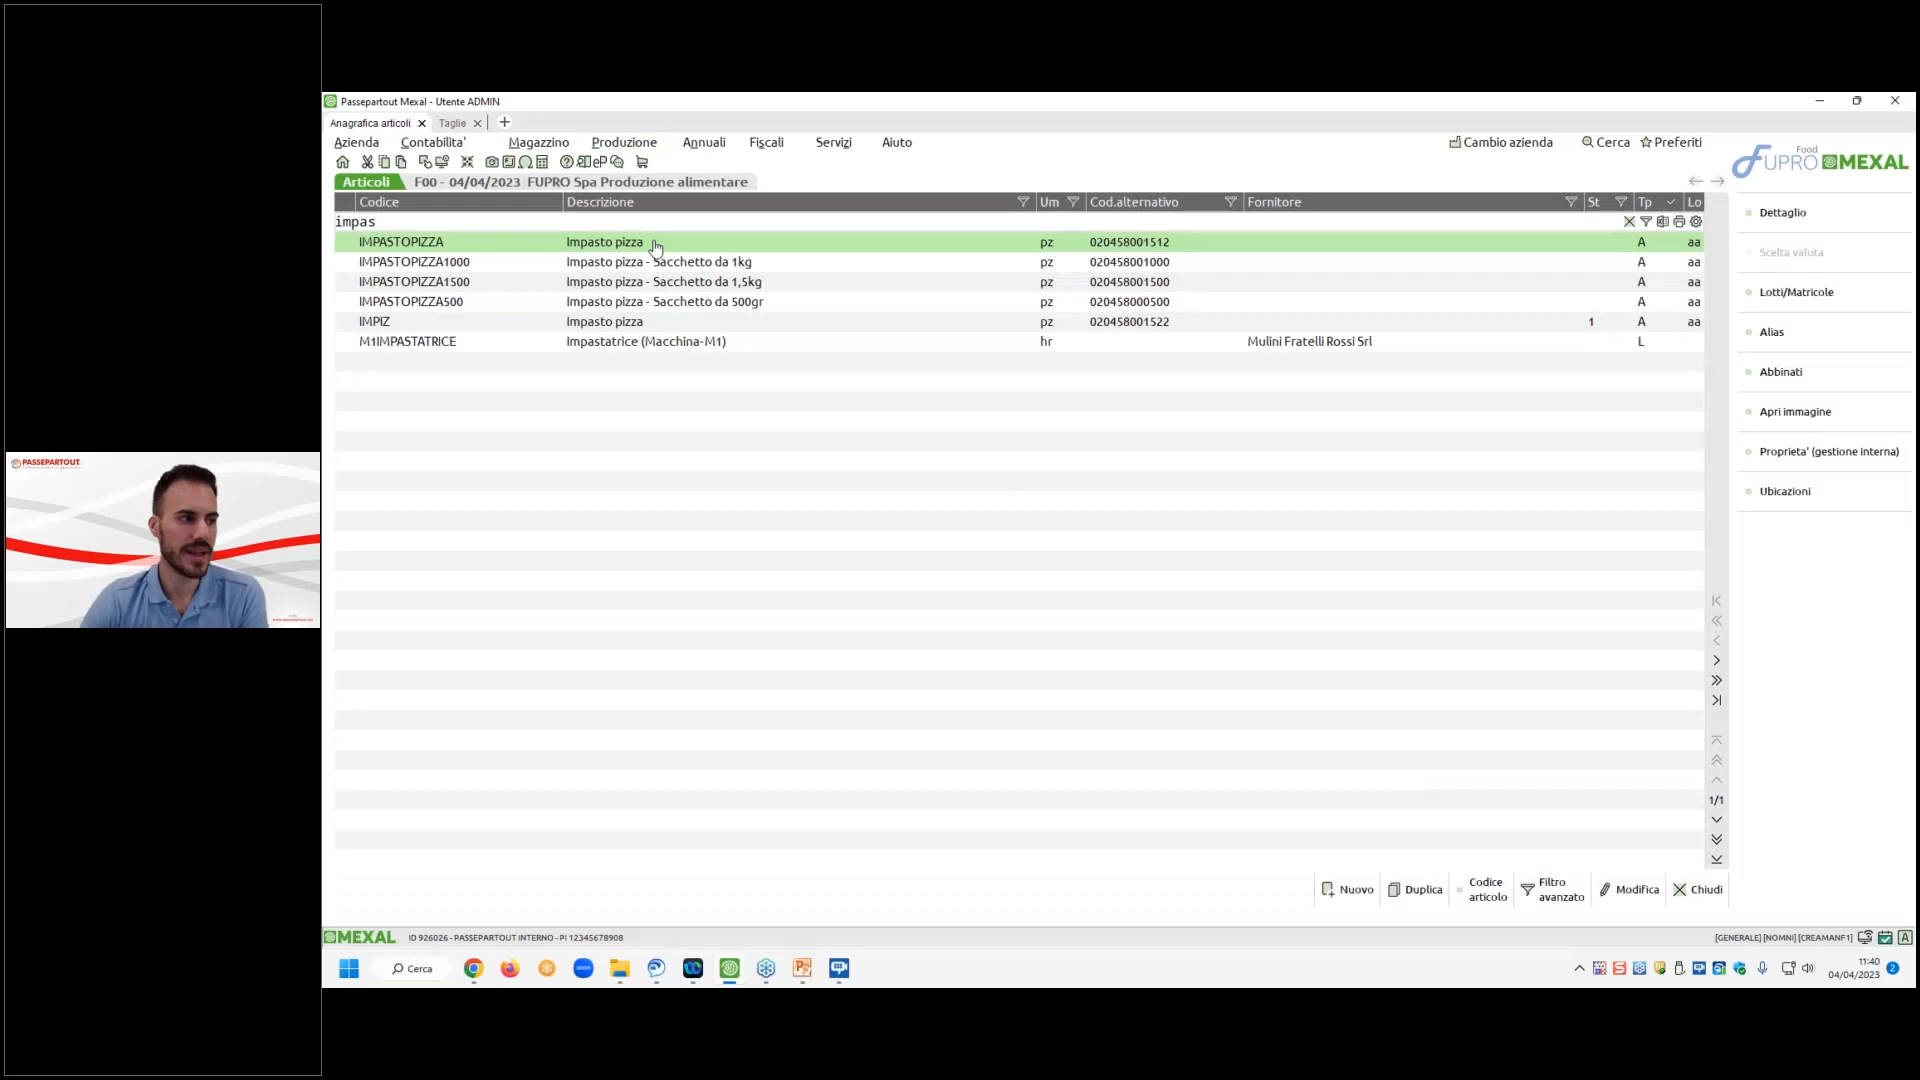 PASSEPARTOUT
Passepartout Mexal - Utente ADMIN
Anagrafica articoli
Taglie
Azienda
Contabilita'
Magazzino
Produzione
Annuali
Fiscali
Servizi
Aiuto
Cambio azienda
Cerca
Preferiti
Food
FUPRO
MEXAL
Articoli
F00 - 04/04/2023 FUPRO Spa Produzione alimentare
Codice Descrizione Um Cod.alternativo Fornitore St Tp Lo
impas
IMPASTOPIZZA Impasto pizza pz 020458001512 A aa
IMPASTOPIZZA1000 Impasto pizza - Sacchetto da 1kg pz 020458001000 A aa
IMPASTOPIZZA1500 Impasto pizza - Sacchetto da 1,5kg pz 020458001500 A aa
IMPASTOPIZZA500 Impasto pizza - Sacchetto da 500gr pz 020458000500 A aa
IMPIZ Impasto pizza pz 020458001522 1 A aa
M1IMPASTATRICE Impastatrice (Macchina-M1) hr Mulini Fratelli Rossi Srl L
Dettaglio
Scelta valuta
Lotti/Matricole
Alias
Abbinati
Apri immagine
Proprieta' (gestione interna)
Ubicazioni
1/1
Nuovo
Duplica
Codice
articolo
Filtro
avanzato
Modifica
Chiudi
MEXAL
ID 926026 - PASSEPARTOUT INTERNO - PI 12345678908
[GENERALE] [NOMNI] [CREAMANF1]
A
Cerca
zoom
11:40
04/04/2023
2